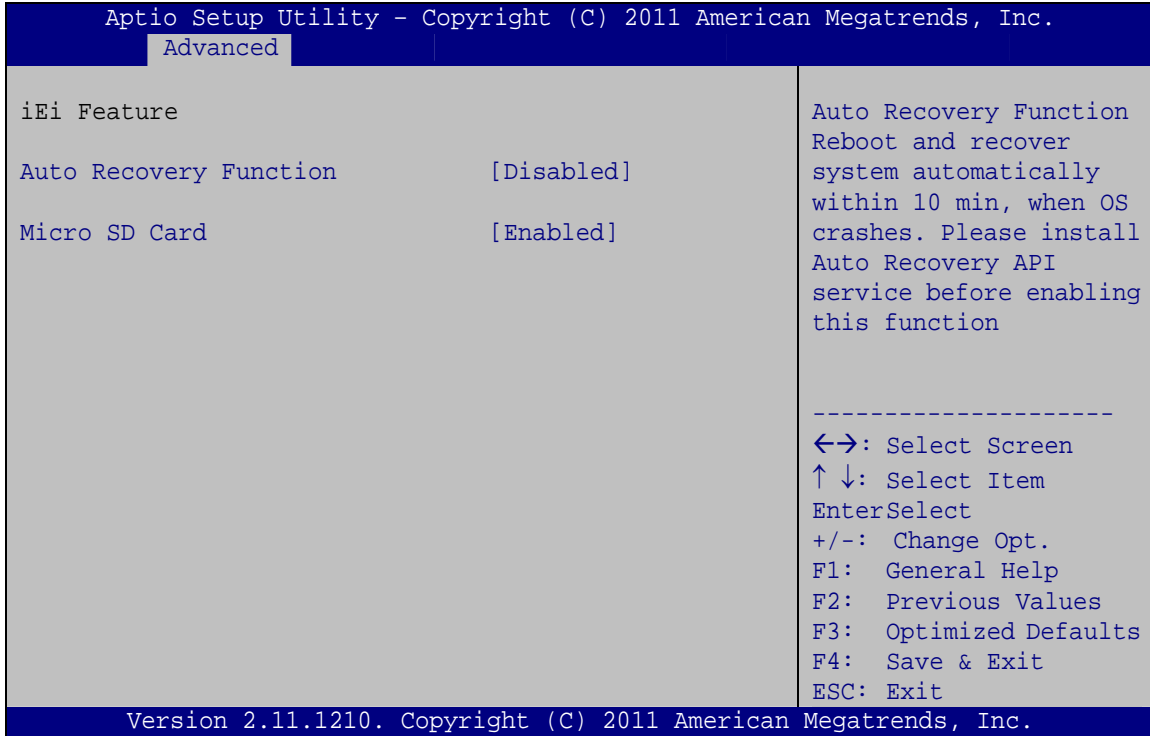 Aptio Setup Utility – Copyright (C) 2011 American Megatrends, Inc.
Advanced
iEi Feature
Auto Recovery Function [Disabled]
Micro SD Card [Enabled]
Auto Recovery Function
Reboot and recover
system automatically
within 10 min, when OS
crashes. Please install
Auto Recovery API
service before enabling
this function
---------------------
←→: Select Screen
↑ ↓: Select Item
EnterSelect
+/-: Change Opt.
F1: General Help
F2: Previous Values
F3: Optimized Defaults
F4: Save & Exit
ESC: Exit
Version 2.11.1210. Copyright (C) 2011 American Megatrends, Inc.